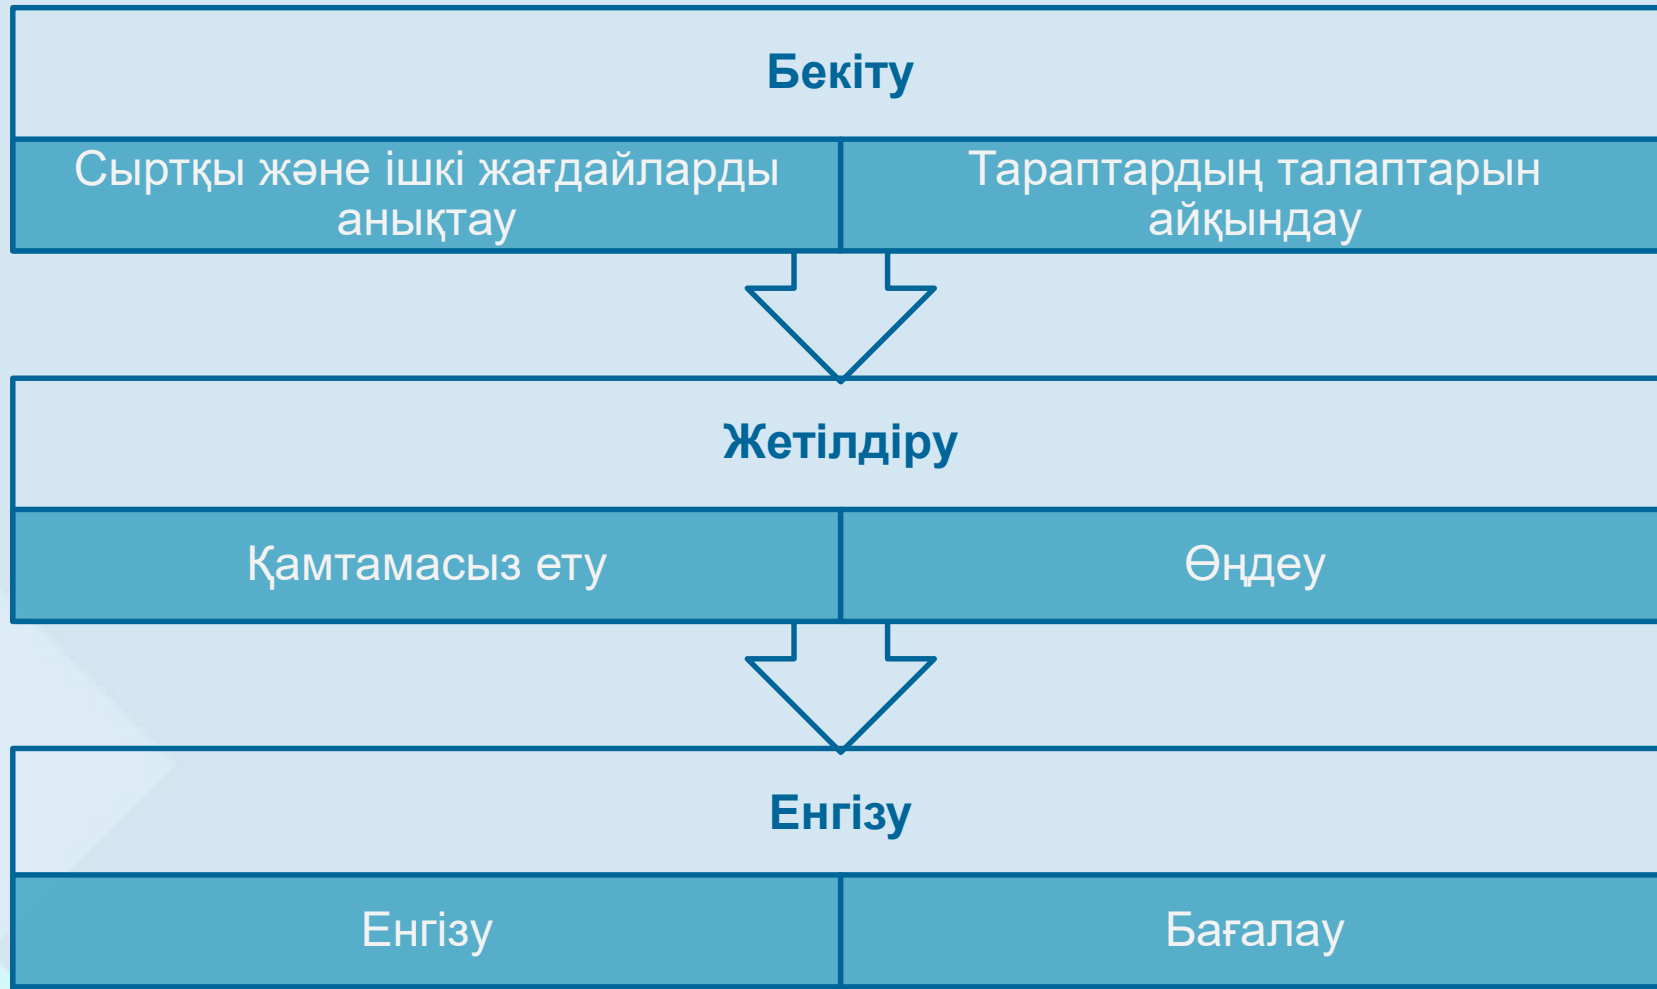 Бекіту
Сыртқы және ішкі жағдайларды
анықтау
Тараптардың талаптарын
айқындау
Жетілдіру
Қамтамасыз ету
Өңдеу
Енгізу
Енгізу
Бағалау